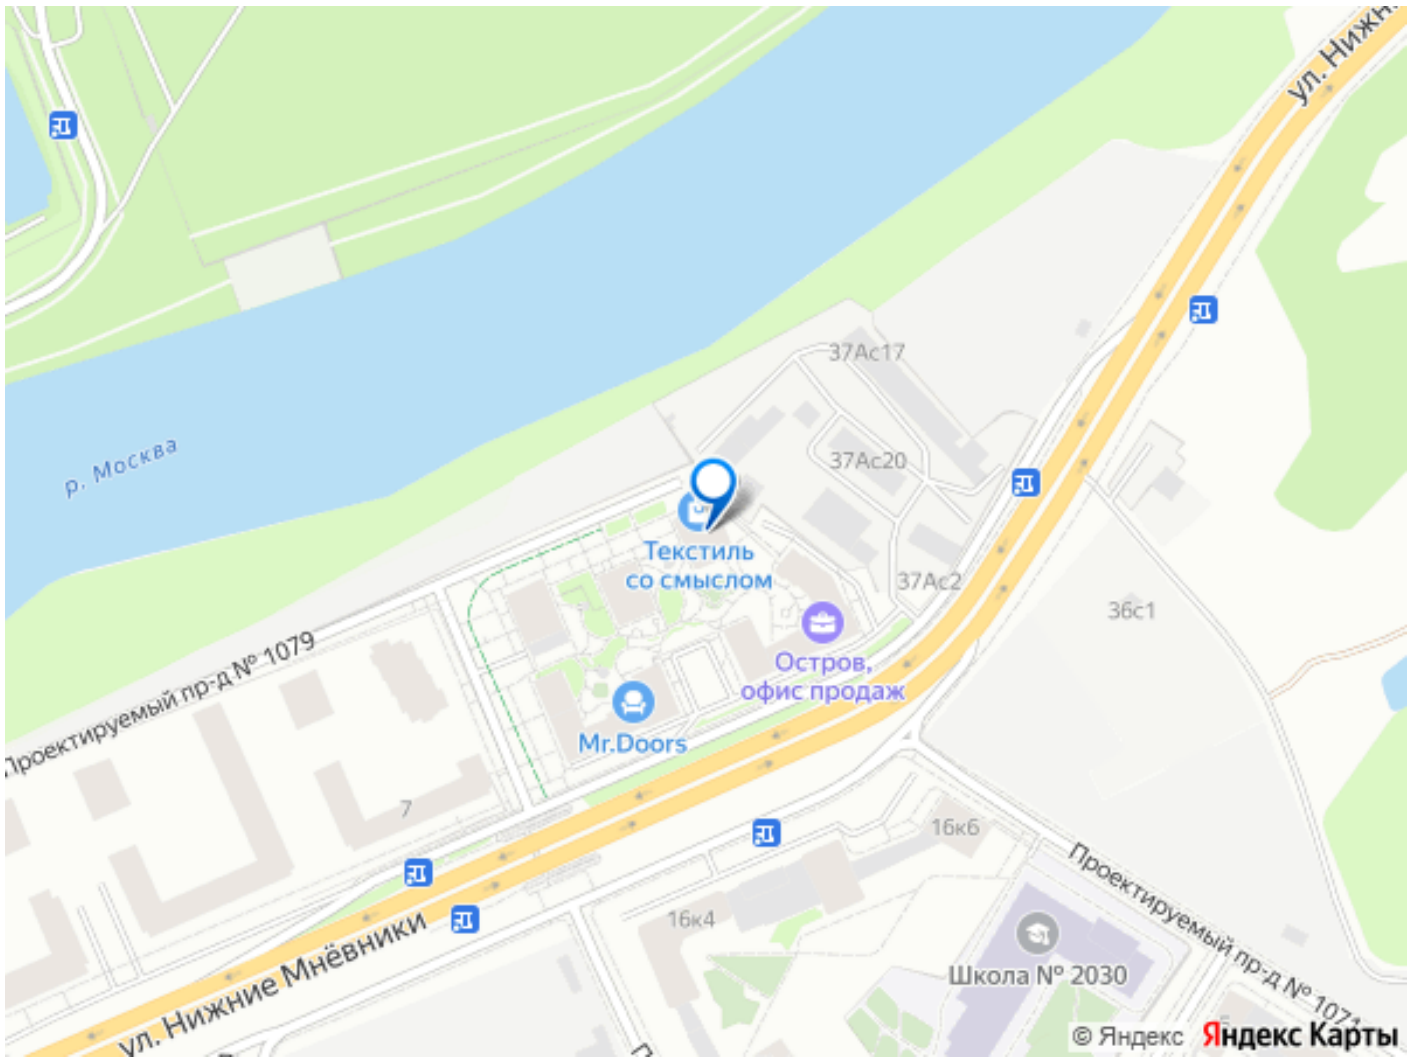 ул. Нижн
37Ас17
р. Москва
37Ас20
Текстиль
со смыслом
37Ас2
36с1
Проектируемый пр-д № 1079
Остров,
офис продаж
Mr.Doors
7
16к6
Проектируемый пр-д № 1071
16к4
ул. Нижние Мнёвники
Школа № 2030
© Яндекс Яндекс Карты